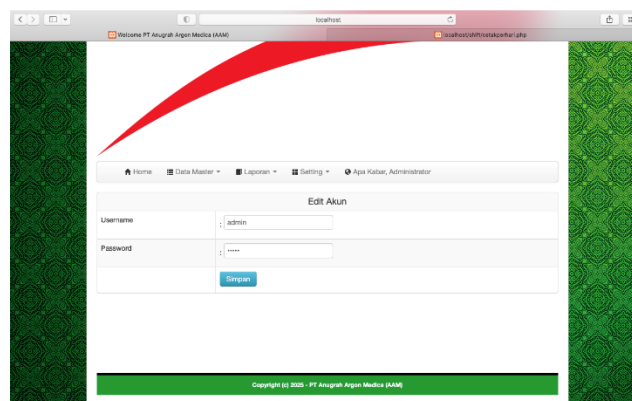 localhost
Welcome PT Anugrah Argon Medica (AAM)
localhost/shift/cetakperhari.php
Home Data Master Laporan Setting Apa Kabar, Administrator
Edit Akun
Username : admin
Password : •••••
Simpan
Copyright (c) 2025 - PT Anugrah Argon Medica (AAM)